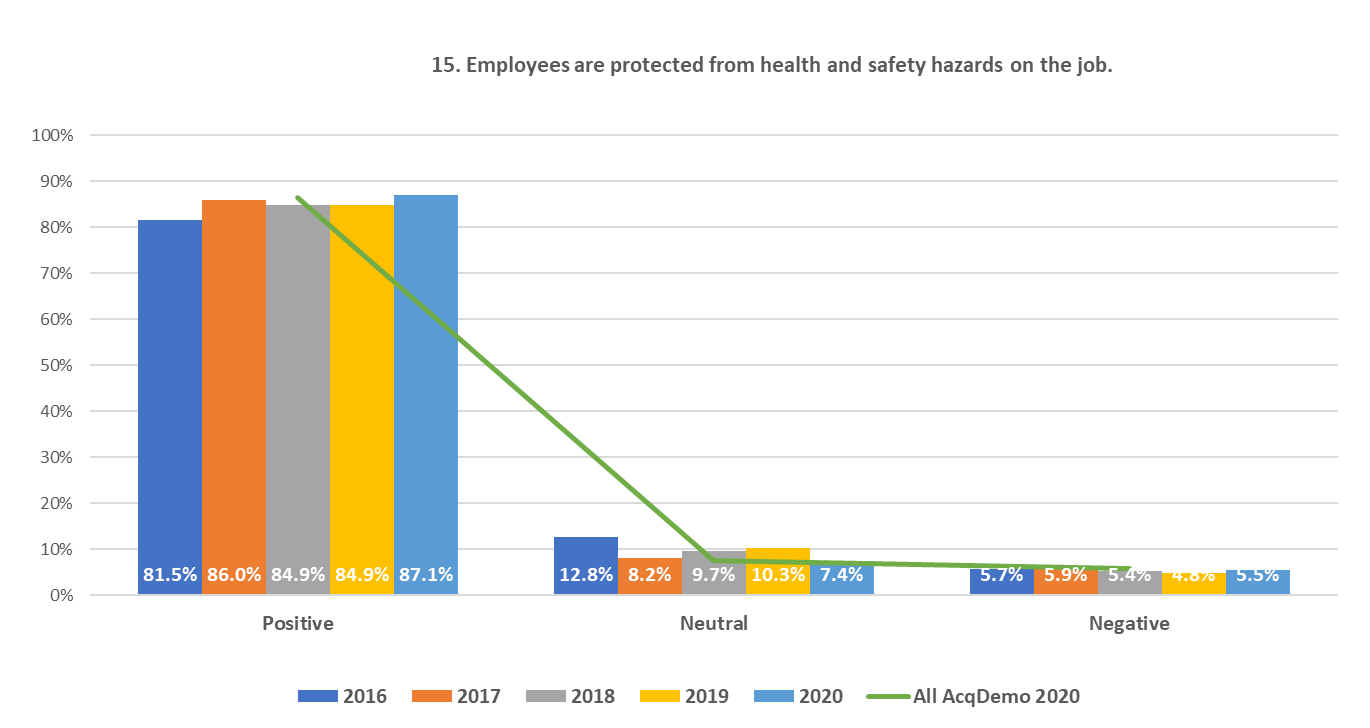 15. Employees are protected from health and safety hazards on the job.
100%
90%
80%
70%
60%
50%
40%
30%
20%
10%
0%
81.5% 86.0% 84.9% 84.9% 87.1% 12.8% 8.2% 9.7% 10.3% 7.4% 5.7% 5.9% 5.4% 4.8% 5.5%
Positive Neutral Negative
2016 2017 2018 2019 2020 All AcqDemo 2020